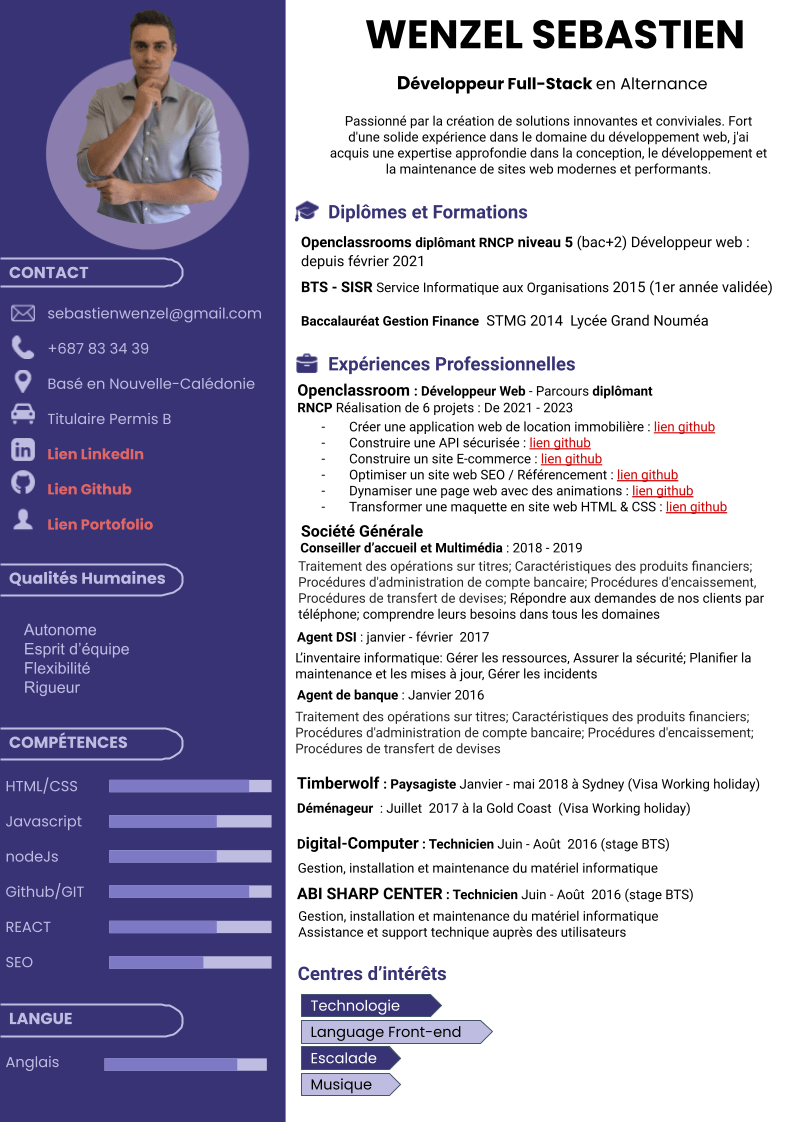 WENZEL SEBASTIEN
Développeur Full-Stack en Alternance
Passionné par la création de solutions innovantes et conviviales. Fort
d'une solide expérience dans le domaine du développement web, j'ai
acquis une expertise approfondie dans la conception, le développement et
la maintenance de sites web modernes et performants.
CONTACT
sebastienwenzel@gmail.com
+687 83 34 39
Basé en Nouvelle-Calédonie
Titulaire Permis B
in
Lien LinkedIn
Lien Github
Lien Portofolio
Qualités Humaines
Autonome
Esprit d'équipe
Flexibilité
Rigueur
COMPÉTENCES
HTML/CSS
Javascript
nodeJs
Github/GIT
REACT
SEO
LANGUE
Anglais
Diplômes et Formations
Openclassrooms diplômant RNCP niveau 5 (bac+2) Développeur web :
depuis février 2021
BTS - SISR Service Informatique aux Organisations 2015 (1er année validée)
Baccalauréat Gestion Finance STMG 2014 Lycée Grand Nouméa
Expériences Professionnelles
Openclassroom : Développeur Web - Parcours diplômant
RNCP Réalisation de 6 projets : De 2021 - 2023
- Créer une application web de location immobilière : lien github
- Construire une API sécurisée : lien github
- Construire un site E-commerce : lien github
- Optimiser un site web SEO / Référencement : lien github
- Dynamiser une page web avec des animations : lien github
- Transformer une maquette en site web HTML & CSS : lien github
Société Générale
Conseiller d'accueil et Multimédia : 2018 - 2019
Traitement des opérations sur titres; Caractéristiques des produits financiers;
Procédures d'administration de compte bancaire; Procédures d'encaissement,
Procédures de transfert de devises; Répondre aux demandes de nos clients par
téléphone; comprendre leurs besoins dans tous les domaines
Agent DSI : janvier - février 2017
L'inventaire informatique: Gérer les ressources, Assurer la sécurité; Planifier la
maintenance et les mises à jour, Gérer les incidents
Agent de banque : Janvier 2016
Traitement des opérations sur titres; Caractéristiques des produits financiers;
Procédures d'administration de compte bancaire; Procédures d'encaissement;
Procédures de transfert de devises
Timberwolf : Paysagiste Janvier - mai 2018 à Sydney (Visa Working holiday)
Déménageur : Juillet 2017 à la Gold Coast (Visa Working holiday)
Digital-Computer : Technicien Juin - Août 2016 (stage BTS)
Gestion, installation et maintenance du matériel informatique
ABI SHARP CENTER : Technicien Juin - Août 2016 (stage BTS)
Gestion, installation et maintenance du matériel informatique
Assistance et support technique auprès des utilisateurs
Centres d'intérêts
Technologie
Language Front-end
Escalade
Musique